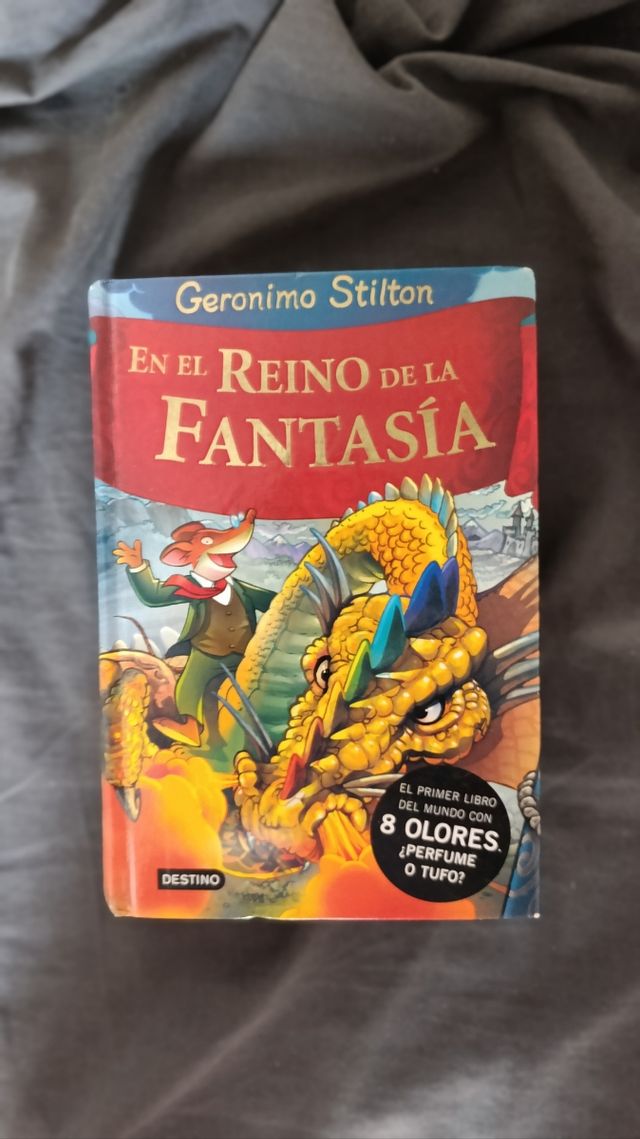 Geronimo Stilton
EN EL REINO DE LA
FANTASÍA
EL PRIMER LIBRO
DEL MUNDO CON
8 OLORES.
¿PERFUME
O TUFO?
DESTINO